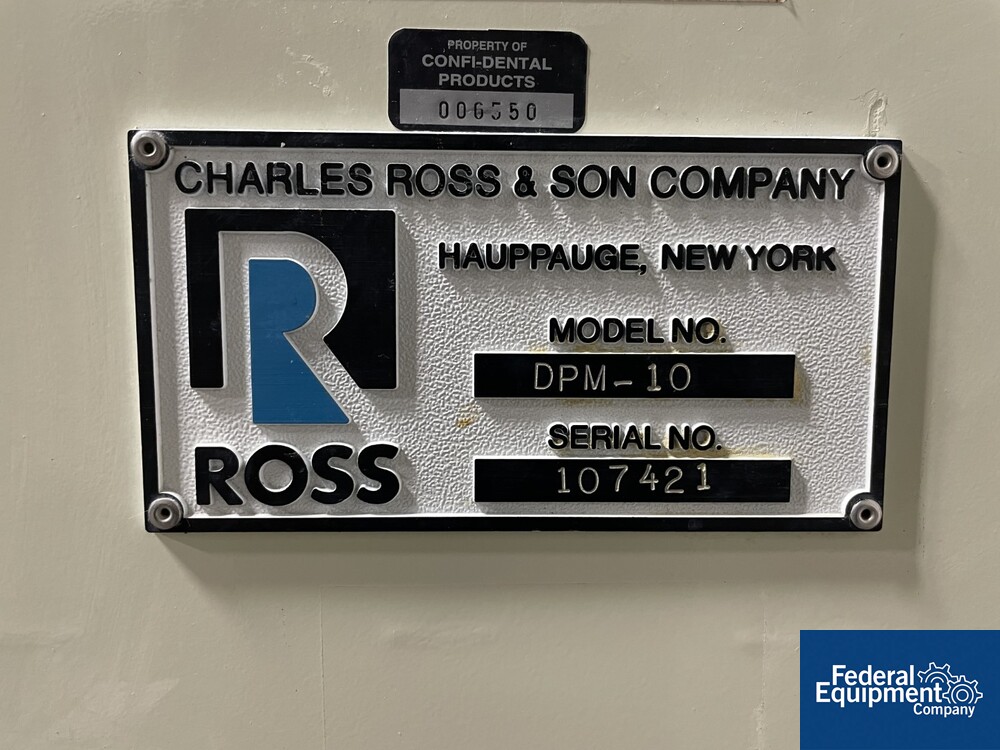 PROPERTY OF
CONFI-DENTAL
PRODUCTS
006550
CHARLES ROSS & SON COMPANY
HAUPPAUGE, NEW YORK
MODEL NO.
DPM-10
SERIAL NO.
107421
R
ROSS
Federal
Equipment
Company